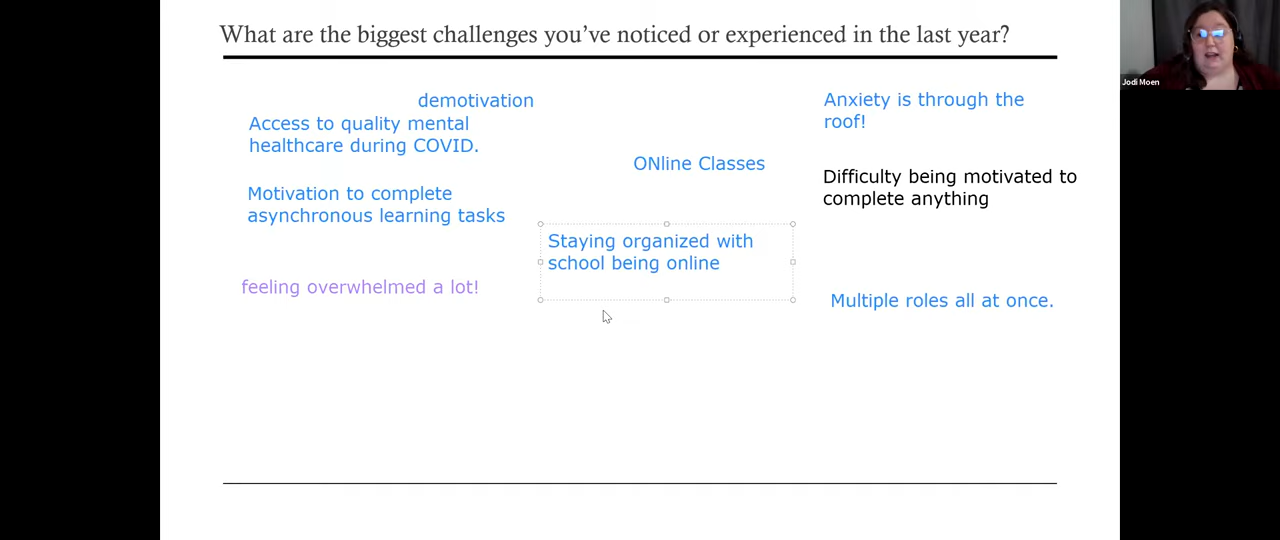 What are the biggest challenges you've noticed or experienced in the last year?
Jodi Moen
demotivation
Access to quality mental
healthcare during COVID.
Motivation to complete
asynchronous learning tasks
feeling overwhelmed a lot!
ONline Classes
Staying organized with
school being online
Anxiety is through the
roof!
Difficulty being motivated to
complete anything
Multiple roles all at once.